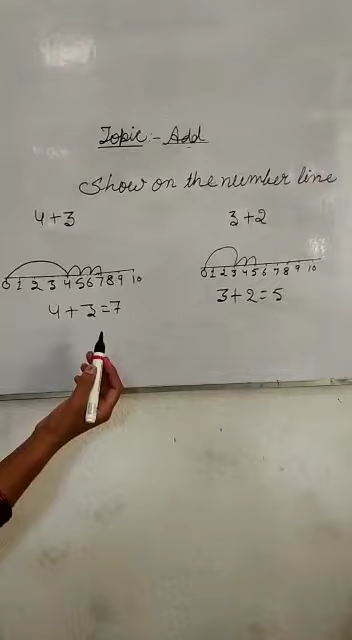 Topic:- Add
Show on the number line
4+3
3+2
0 1 2 3 4 5 6 7 8 9 10
0 1 2 3 4 5 6 7 8 9 10
4+3=7
3+2=5